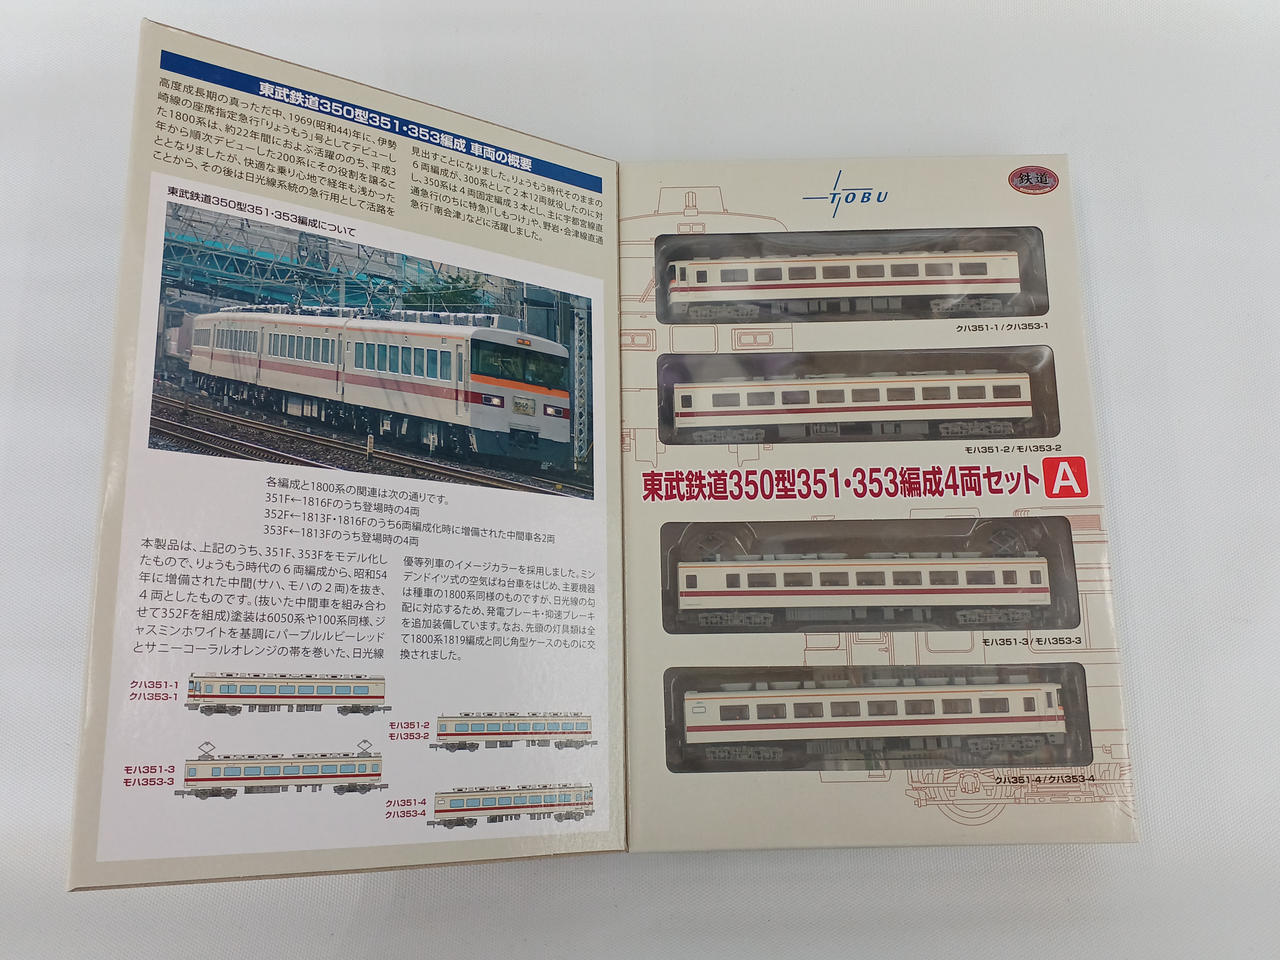 東武鉄道350型351・353編成 車両の概要
高度成長期の真っただ中、1969(昭和44)年に、伊勢
崎線の座席指定急行「りょうもう」号としてデビューし
た1800系は、約22年間におよぶ活躍ののち、平成3
年から順次デビューした200系にその役割を譲るこ
ととなりましたが、快適な乗り心地で経年も浅かった
ことから、その後は日光線系統の急行用として活路を
見出すことになりました。りょうもう時代そのままの
6両編成が、300系として2本12両就役したのに対
し、350系は4両固定編成3本とし、主に宇都宮線直
通急行(のちに特急)「しもつけ」や、野岩・会津線直通
急行「南会津」などに活躍しました。
東武鉄道350型351・353編成について
各編成と1800系の関連は次の通りです。
351F←1816Fのうち登場時の4両
352F←1813F・1816Fのうち6両編成化時に増備された中間車各2両
353F←1813Fのうち登場時の4両
本製品は、上記のうち、351F、353Fをモデル化し
たもので、りょうもう時代の6両編成から、昭和54
年に増備された中間(サハ、モハの2両)を抜き、
4両としたものです。(抜いた中間車を組み合わ
せて352Fを組成)塗装は6050系や100系同様、ジ
ャスミンホワイトを基調にパープルルビーレッド
とサニーコーラルオレンジの帯を巻いた、日光線
優等列車のイメージカラーを採用しました。ミン
デンドイツ式の空気ばね台車をはじめ、主要機器
は種車の1800系同様のものですが、日光線の勾
配に対応するため、発電ブレーキ・抑速ブレーキ
を追加装備しています。なお、先頭の灯具類は全
て1800系1819編成と同じ角型ケースのものに交
換されました。
クハ351-1
クハ353-1
モハ351-2
モハ353-2
モハ351-3
モハ353-3
クハ351-4
クハ353-4
TOBU
鉄道
クハ351-1/クハ353-1
モハ351-2/モハ353-2
東武鉄道350型351・353編成4両セット A
モハ351-3/モハ353-3
クハ351-4/クハ353-4